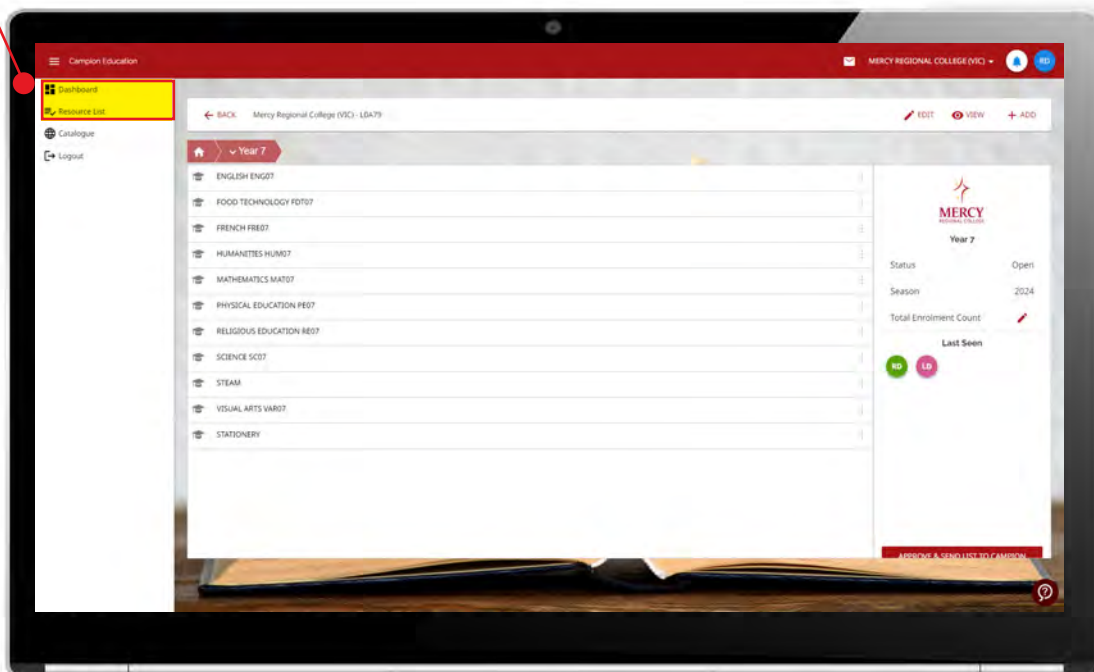 Campion Education
MERCY REGIONAL COLLEGE (VIC)
RD
Dashboard
Resource List
Catalogue
Logout
BACK Mercy Regional College (VIC) - L0A79
EDIT VIEW + ADD
Year 7
ENGLISH ENG07
FOOD TECHNOLOGY FDT07
FRENCH FRE07
HUMANITIES HUM07
MATHEMATICS MAT07
PHYSICAL EDUCATION PE07
RELIGIOUS EDUCATION RE07
SCIENCE SC07
STEAM
VISUAL ARTS VAR07
STATIONERY
MERCY
REGIONAL COLLEGE
Year 7
Status Open
Season 2024
Total Enrolment Count
Last Seen
RD LD
APPROVE & SEND LIST TO CAMPION